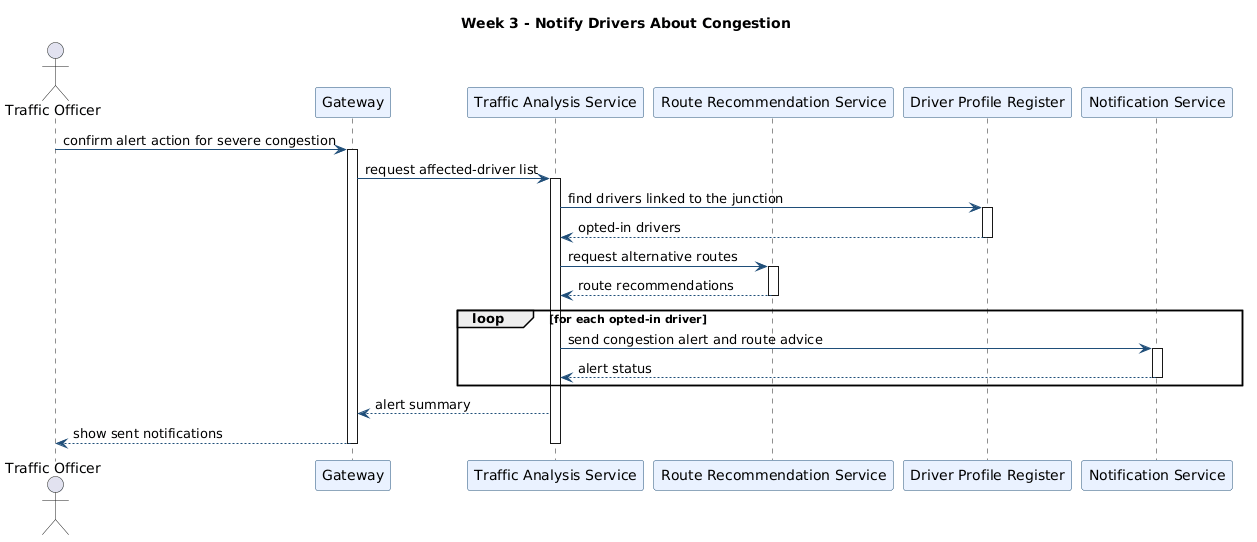 Week 3 - Notify Drivers About Congestion
Traffic Officer
Gateway
Traffic Analysis Service
Route Recommendation Service
Driver Profile Register
Notification Service
confirm alert action for severe congestion
request affected-driver list
find drivers linked to the junction
opted-in drivers
request alternative routes
route recommendations
loop
[for each opted-in driver]
send congestion alert and route advice
alert status
alert summary
show sent notifications
Traffic Officer
Gateway
Traffic Analysis Service
Route Recommendation Service
Driver Profile Register
Notification Service